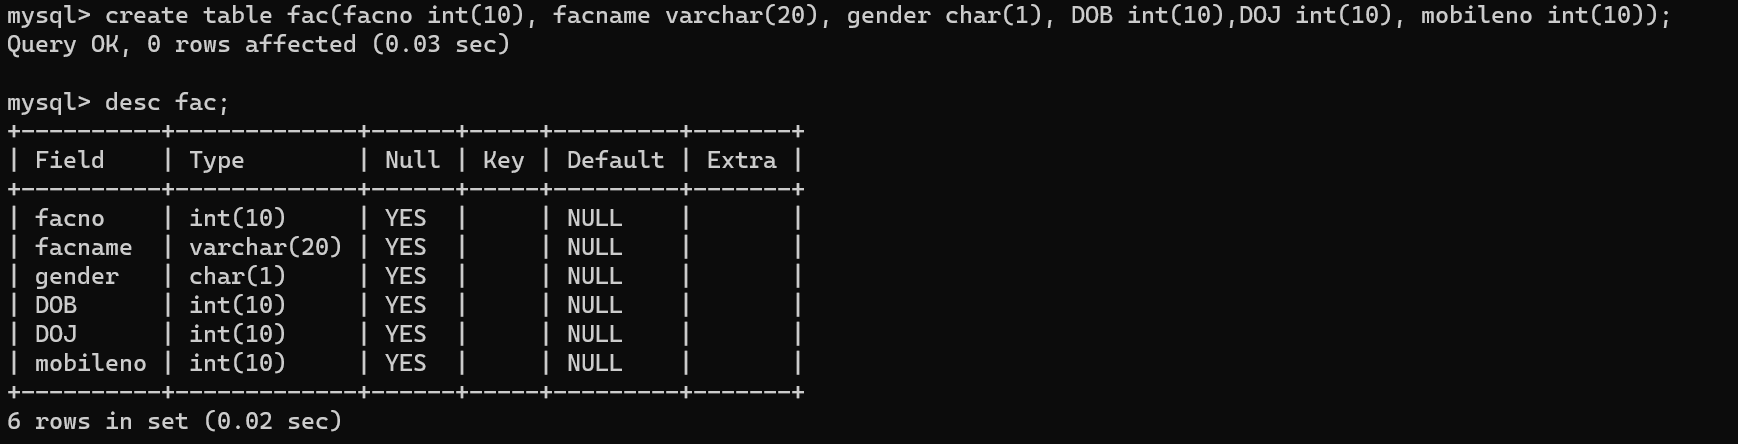 mysql> create table fac(facno int(10), facname varchar(20), gender char(1), DOB int(10),DOJ int(10), mobileno int(10));
Query OK, 0 rows affected (0.03 sec)

mysql> desc fac;
+----------+-------------+------+-----+---------+-------+
| Field    | Type        | Null | Key | Default | Extra |
+----------+-------------+------+-----+---------+-------+
| facno    | int(10)     | YES  |     | NULL    |       |
| facname  | varchar(20) | YES  |     | NULL    |       |
| gender   | char(1)     | YES  |     | NULL    |       |
| DOB      | int(10)     | YES  |     | NULL    |       |
| DOJ      | int(10)     | YES  |     | NULL    |       |
| mobileno | int(10)     | YES  |     | NULL    |       |
+----------+-------------+------+-----+---------+-------+
6 rows in set (0.02 sec)